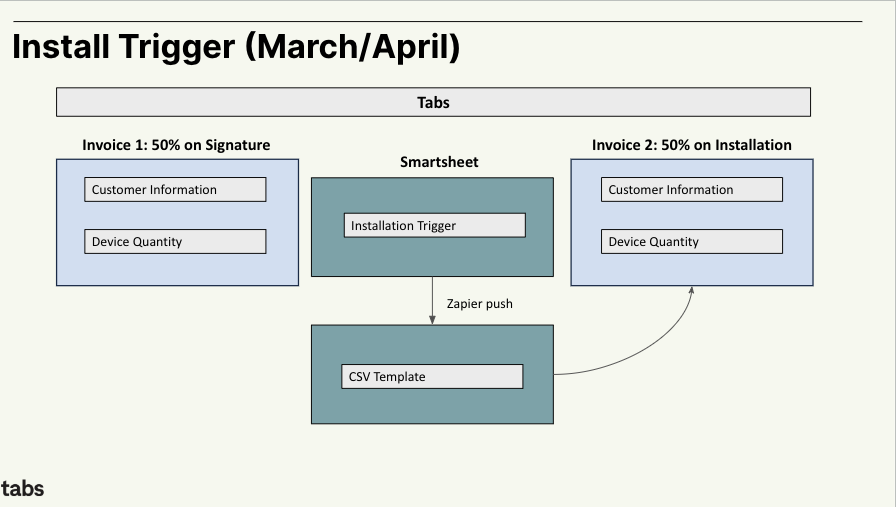 Install Trigger (March/April)
Tabs
Invoice 1: 50% on Signature
Customer Information
Device Quantity
Smartsheet
Installation Trigger
Zapier push
CSV Template
Invoice 2: 50% on Installation
Customer Information
Device Quantity
tabs